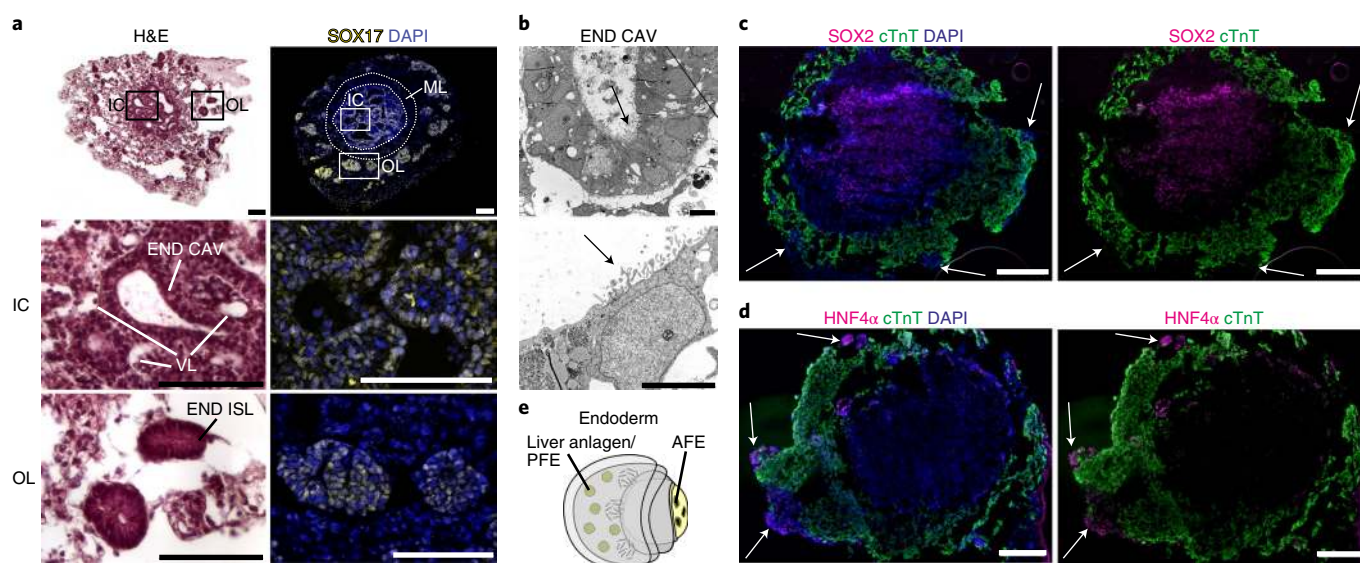 a
H&E
SOX17 DAPI
IC
OL
IC
ML
OL
IC
END CAV
VL
OL
END ISL
b
END CAV
c
SOX2 cTnT DAPI
SOX2 cTnT
d
HNF4α cTnT DAPI
HNF4α cTnT
e
Endoderm
Liver anlagen/
PFE
AFE